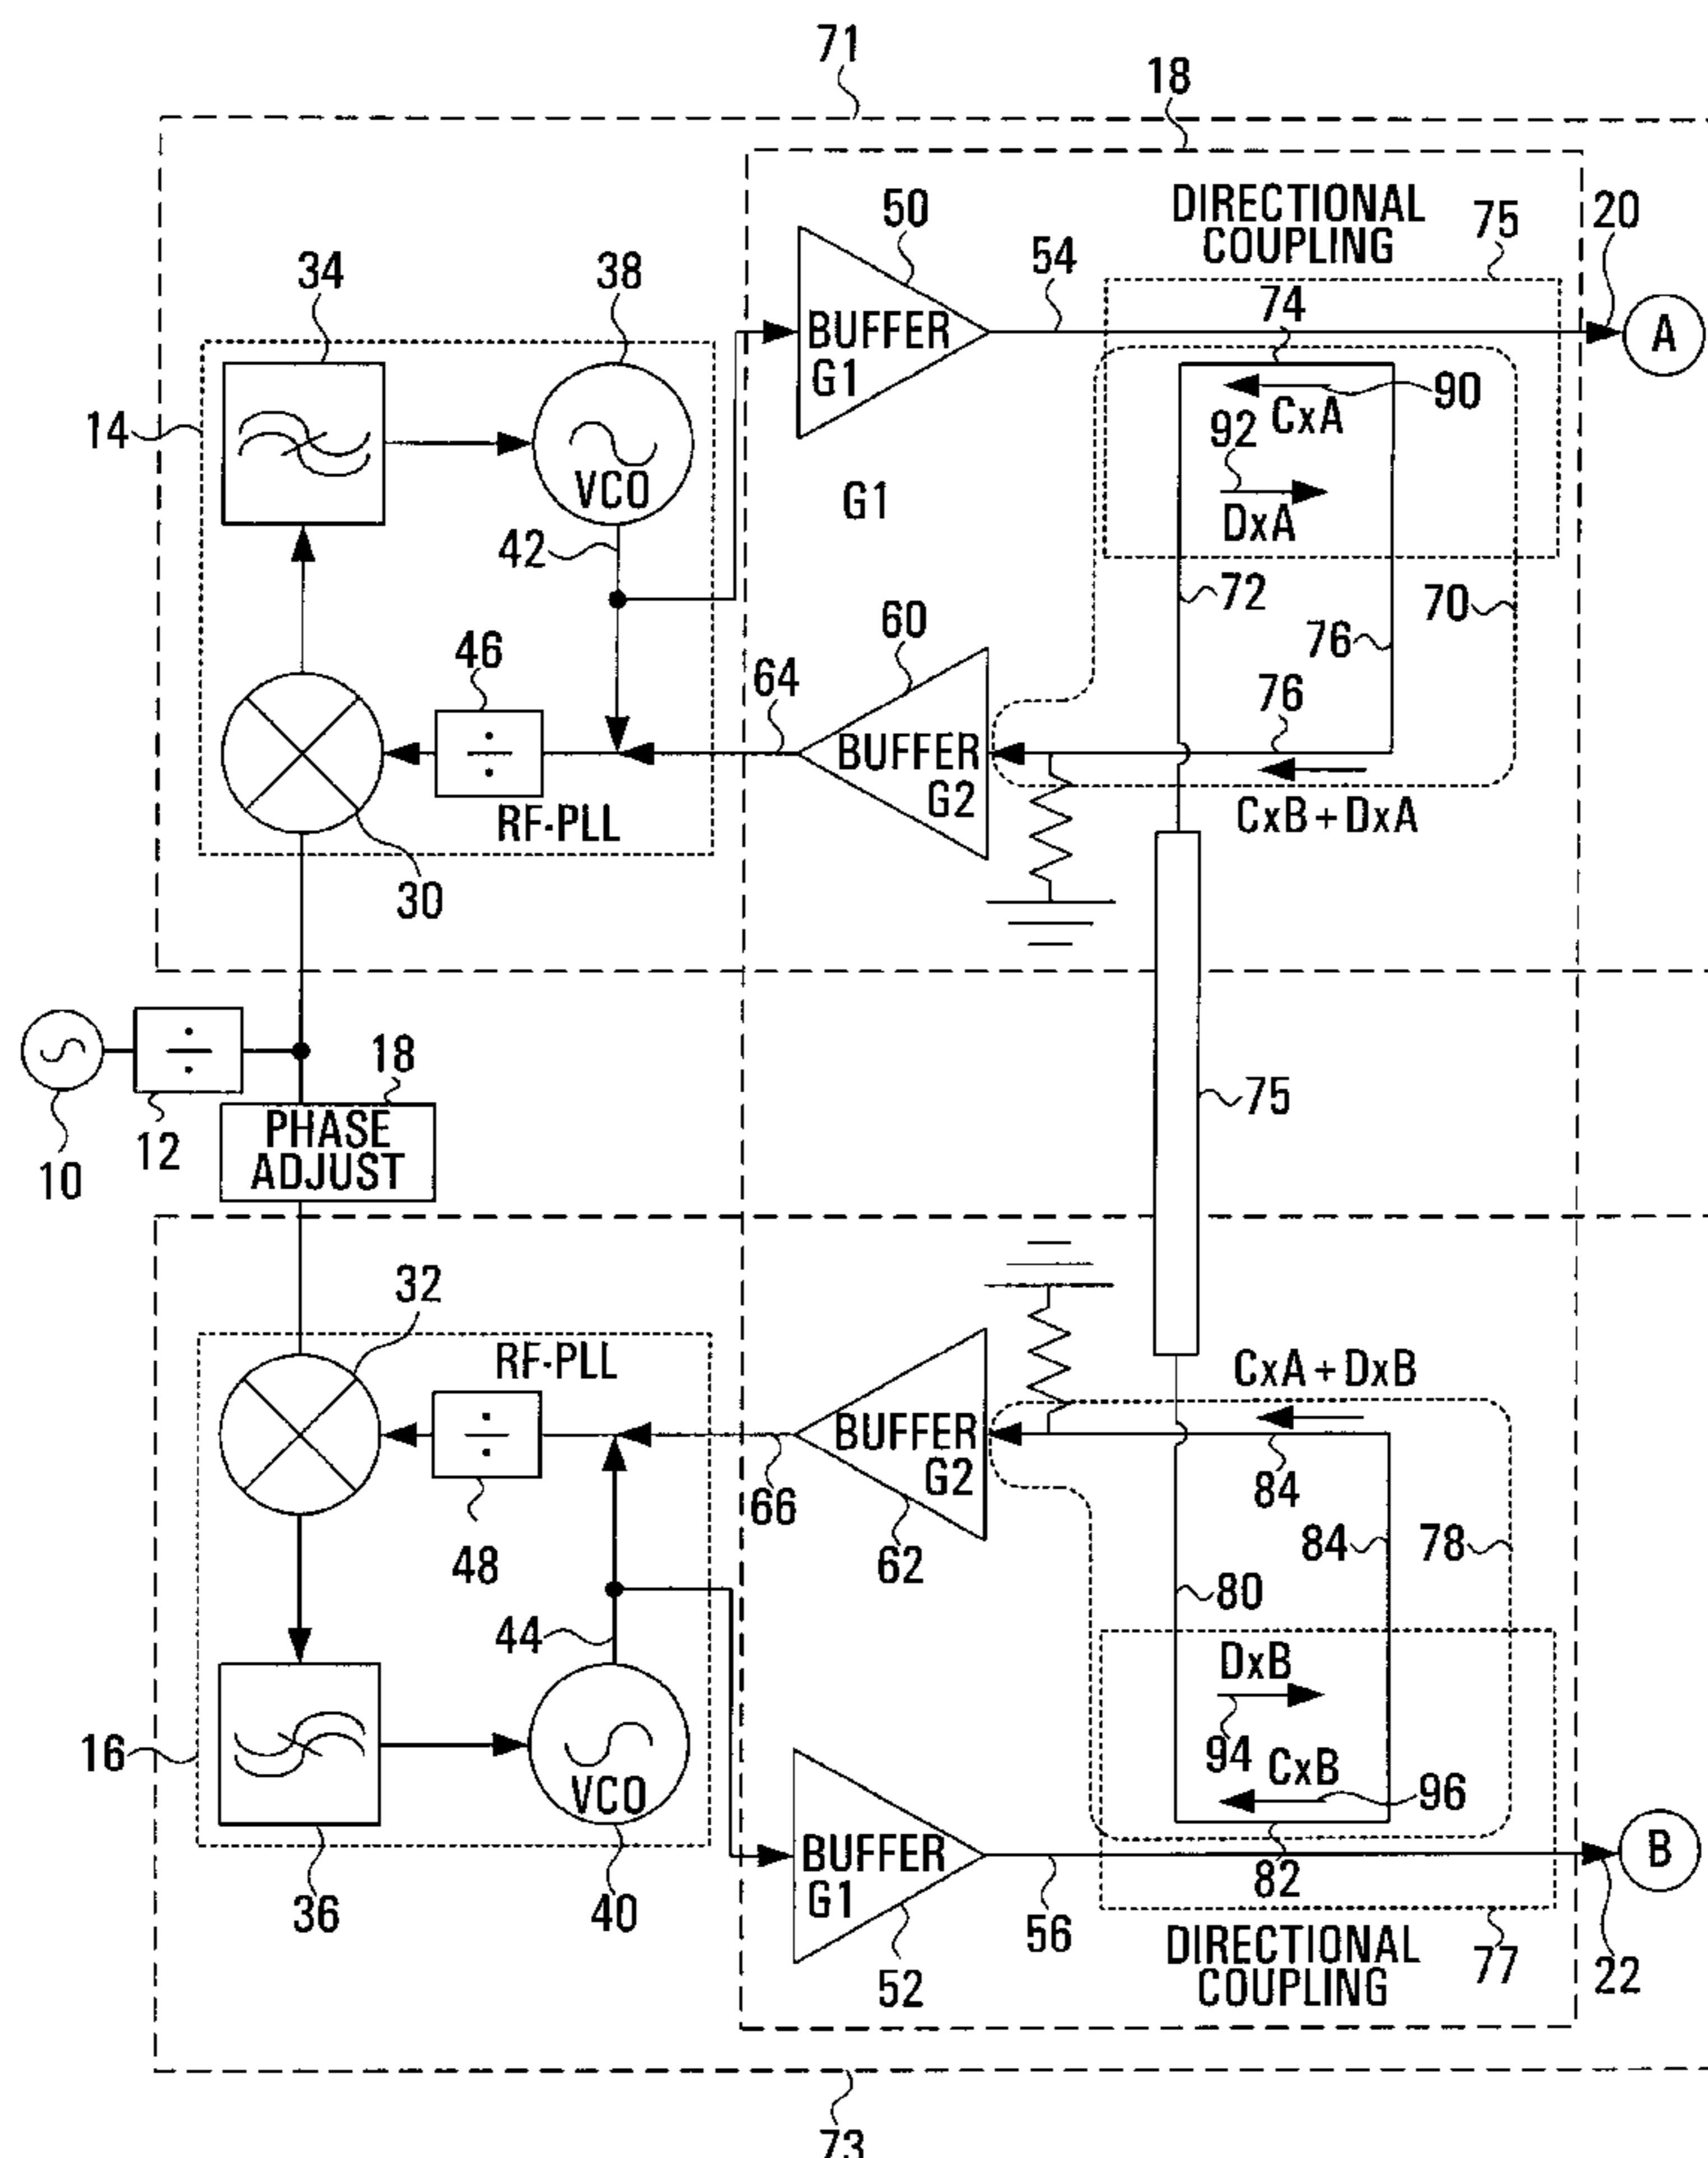 71
18
50
DIRECTIONAL
COUPLING
75
20
34
38
54
74
A
BUFFER
G1
14
90
CxA
92
VCO
G1
DxA
42
72
70
60
76
46
64
76
BUFFER
G2
RF-PLL
CxB+DxA
30
18
75
PHASE
ADJUST
12
10
32
RF-PLL
CxA+DxB
BUFFER
G2
66
84
48
62
84
78
80
44
DxB
16
94
CxB
96
VCO
BUFFER
G1
B
82
36
40
56
DIRECTIONAL
COUPLING
77
22
52
73